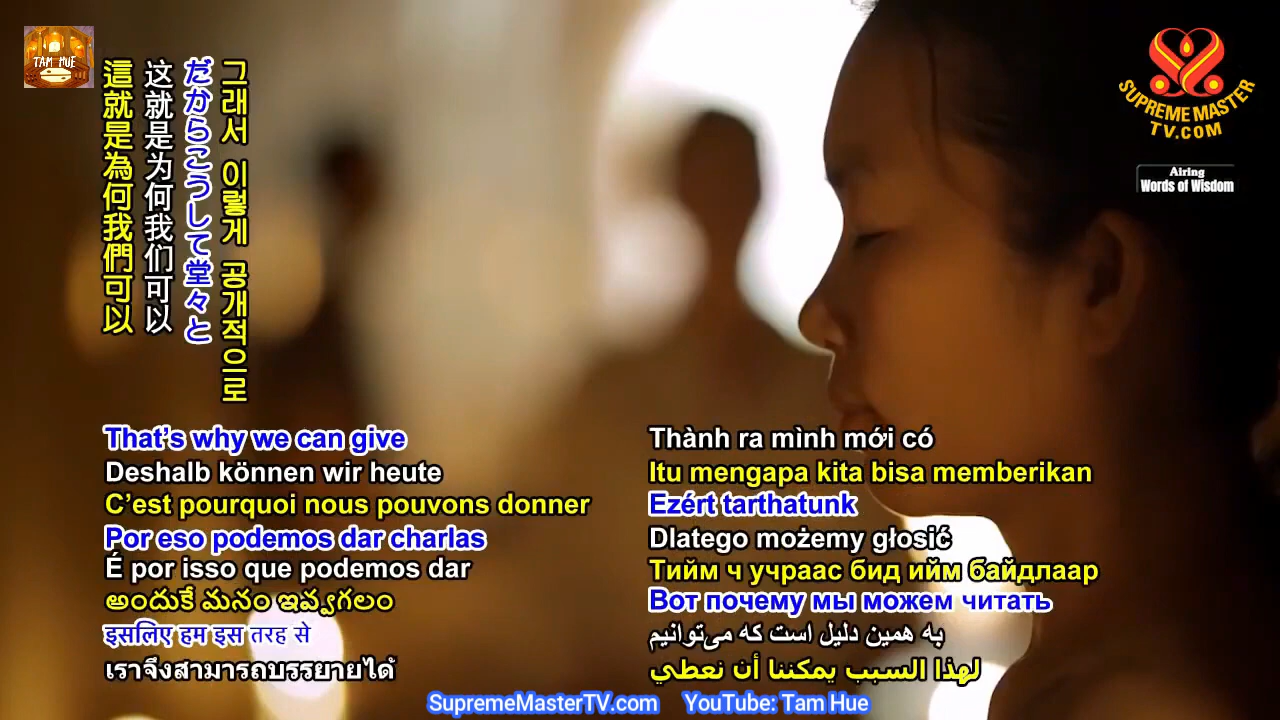 TAM HUE
SUPREME MASTER
TV.COM
Airing
Words of Wisdom
這就是為何我們可以
这就是为何我们可以
だからこうして堂々と
그래서 이렇게 공개적으로
That's why we can give
Deshalb können wir heute
C'est pourquoi nous pouvons donner
Por eso podemos dar charlas
É por isso que podemos dar
అందుకే మనం ఇవ్వగలం
इसलिए हम इस तरह से
เราจึงสามารถบรรยายได้
Thành ra mình mới có
Itu mengapa kita bisa memberikan
Ezért tarthatunk
Dlatego możemy głosić
Тийм ч учраас бид ийм байдлаар
Вот почему мы можем читать
به همین دلیل است که می‌توانیم
لهذا السبب يمكننا أن نعطي
SupremeMasterTV.com YouTube: Tam Hue